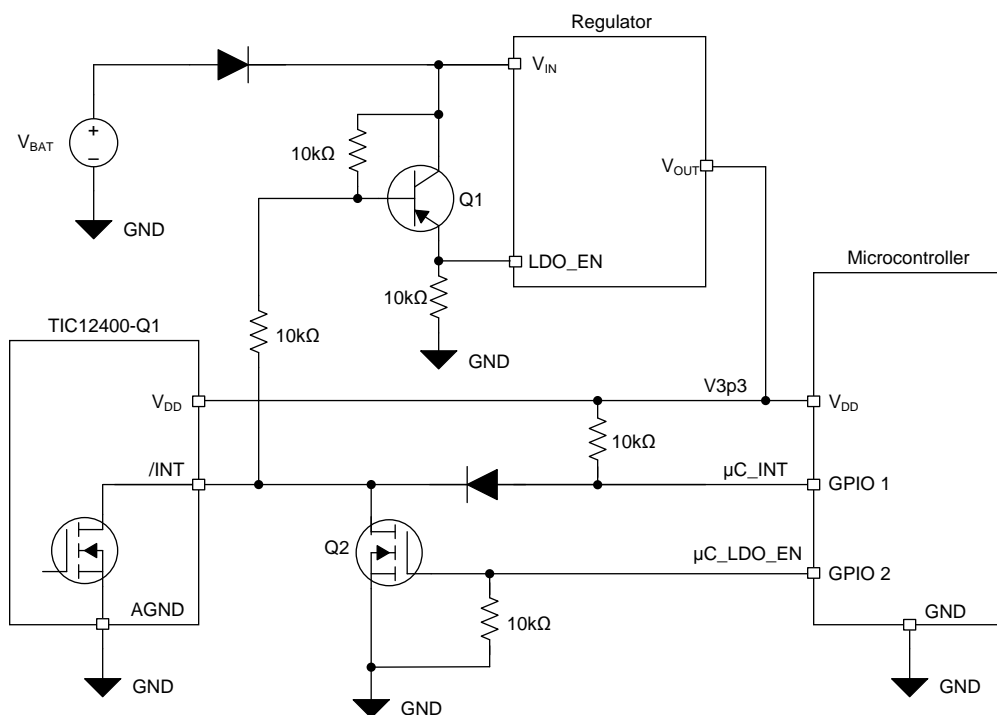 Regulator
V_IN
V_BAT
+
−
10kΩ
V_OUT
Q1
GND
LDO_EN
Microcontroller
10kΩ
TIC12400-Q1
10kΩ
GND
V3p3
V_DD
V_DD
10kΩ
/INT
µC_INT
GPIO 1
Q2
µC_LDO_EN
GPIO 2
AGND
10kΩ
GND
GND
GND
GND